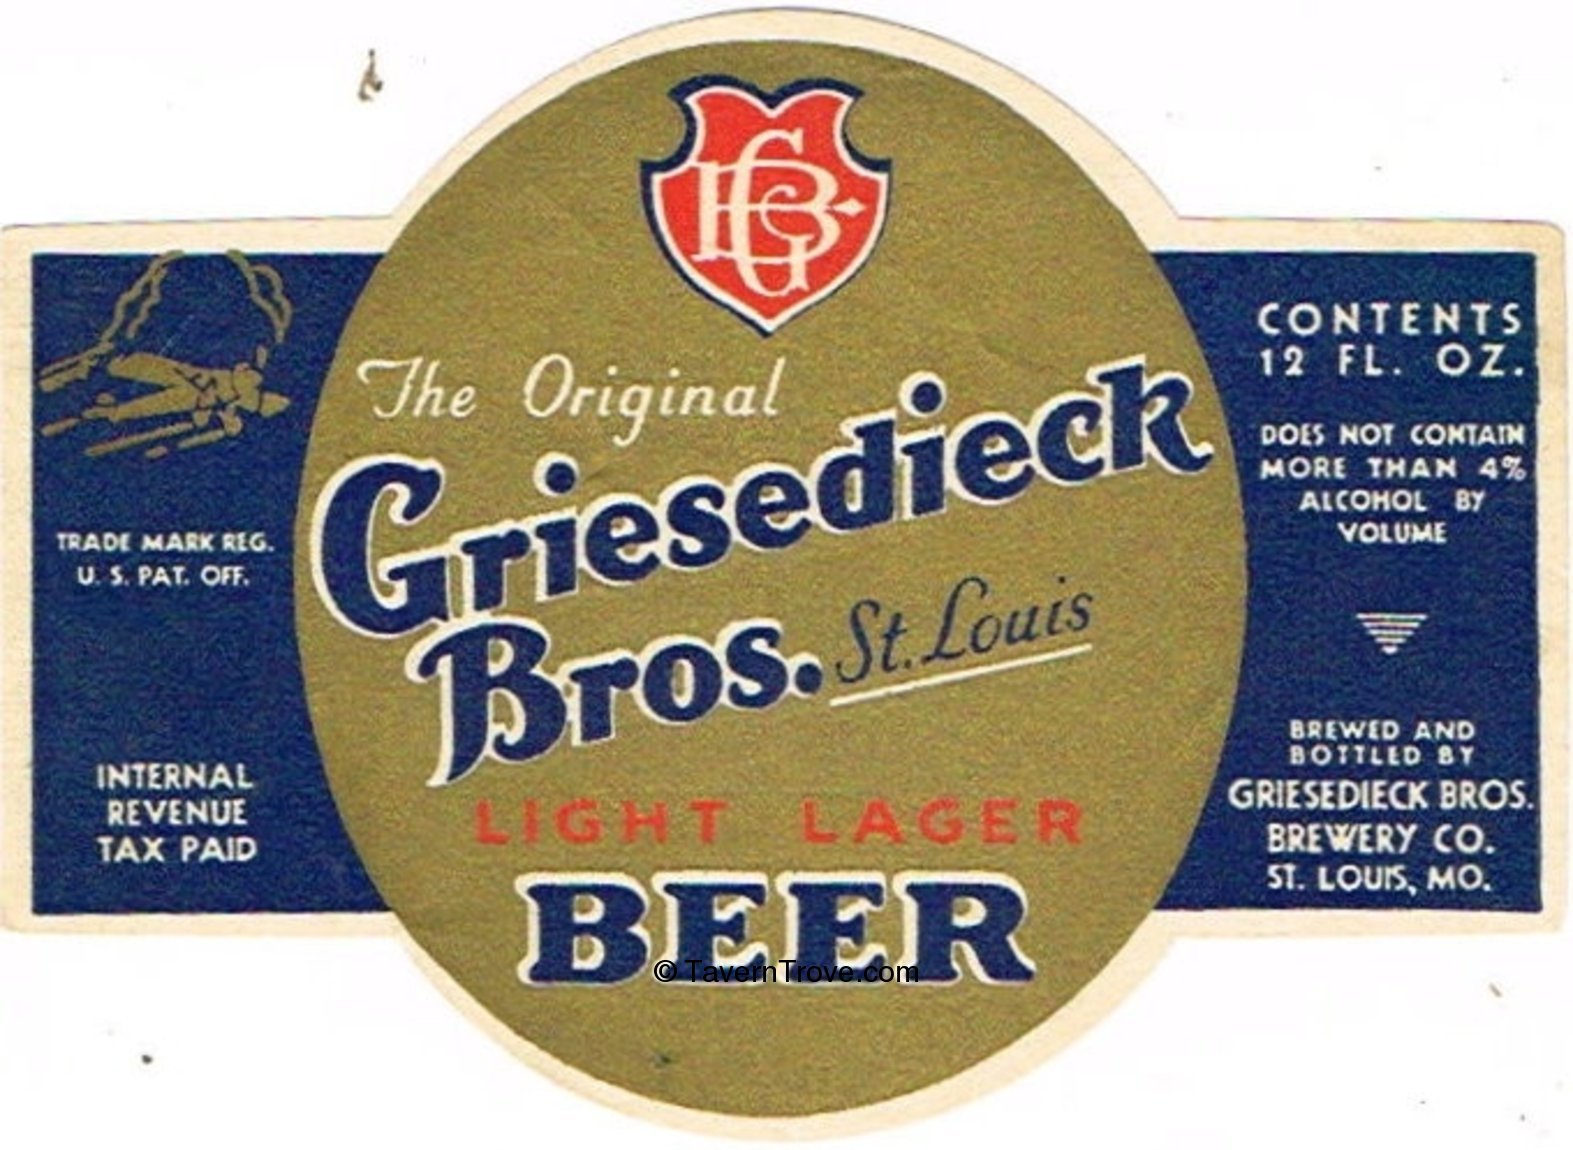 GBCo
The Original
Griesedieck
Bros. St. Louis
LIGHT LAGER
BEER
TRADE MARK REG.
U. S. PAT. OFF.
INTERNAL
REVENUE
TAX PAID
CONTENTS
12 FL. OZ.
DOES NOT CONTAIN
MORE THAN 4%
ALCOHOL BY
VOLUME
BREWED AND
BOTTLED BY
GRIESEDIECK BROS.
BREWERY CO.
ST. LOUIS, MO.
© TavernTrove.com